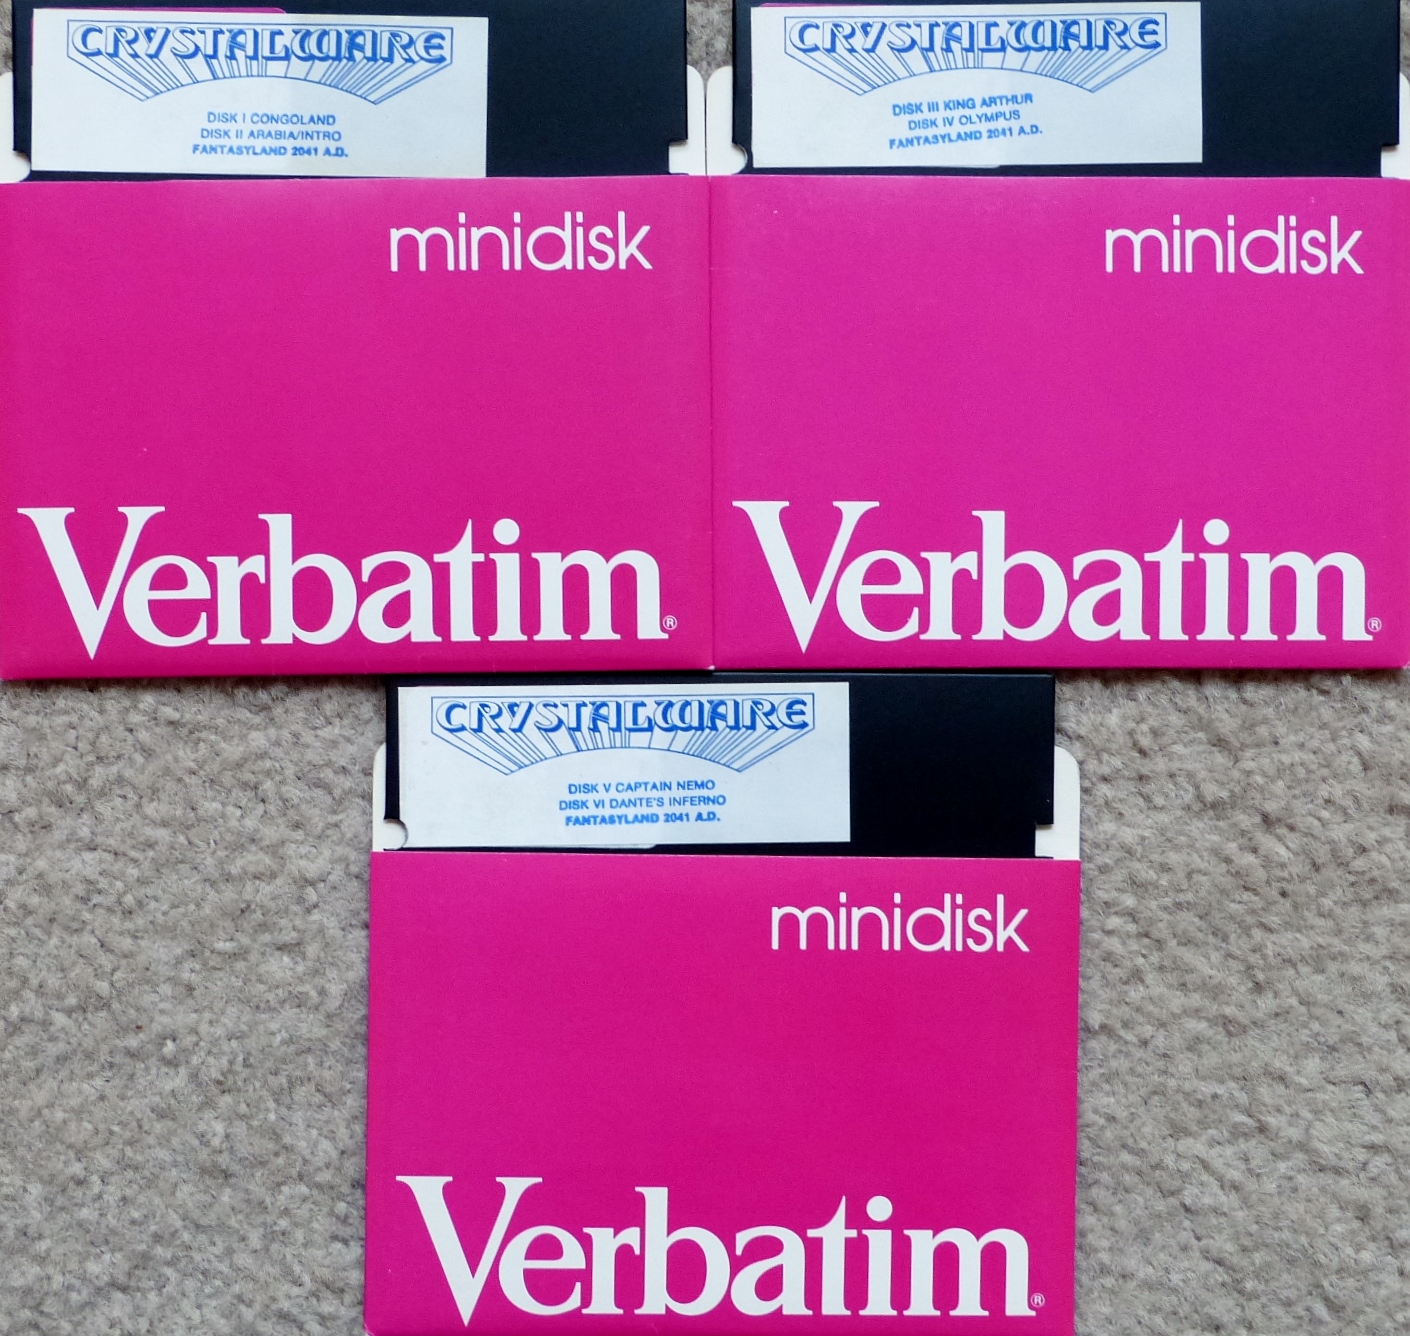 CRYSTALWARE
DISK I CONGOLAND
DISK II ARABIA/INTRO
FANTASYLAND 2041 A.D.
minidisk
Verbatim®
CRYSTALWARE
DISK III KING ARTHUR
DISK IV OLYMPUS
FANTASYLAND 2041 A.D.
minidisk
Verbatim®
CRYSTALWARE
DISK V CAPTAIN NEMO
DISK VI DANTE'S INFERNO
FANTASYLAND 2041 A.D.
minidisk
Verbatim®